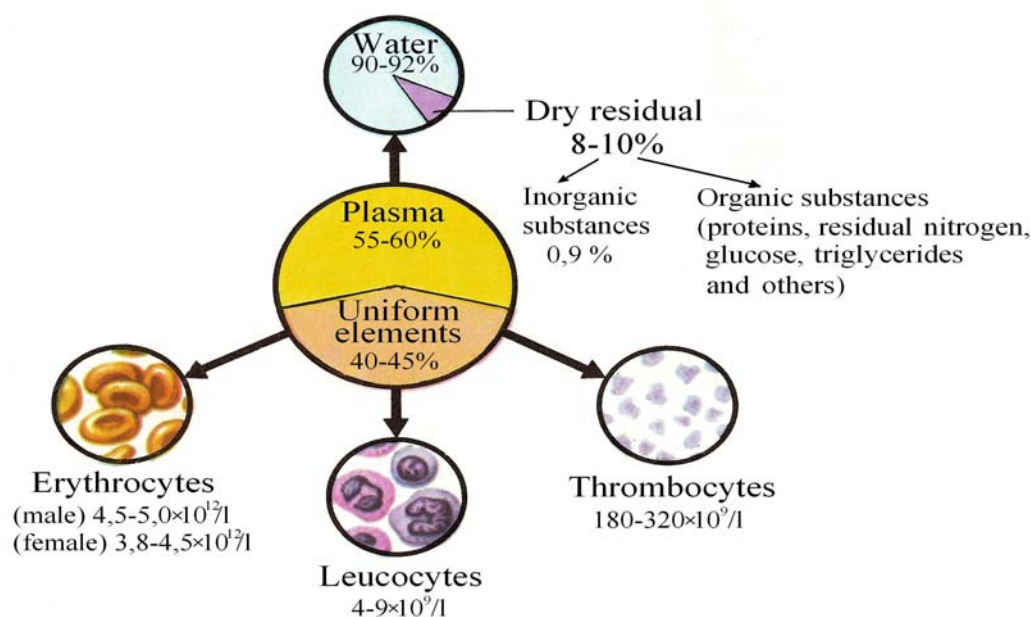 Water
90-92%
Dry residual
8-10%
Inorganic
substances
0,9 %
Organic substances
(proteins, residual nitrogen,
glucose, triglycerides
and others)
Plasma
55-60%
Uniform
elements
40-45%
Erythrocytes
(male) 4,5-5,0×10¹²/l
(female) 3,8-4,5×10¹²/l
Leucocytes
4-9×10⁹/l
Thrombocytes
180-320×10⁹/l